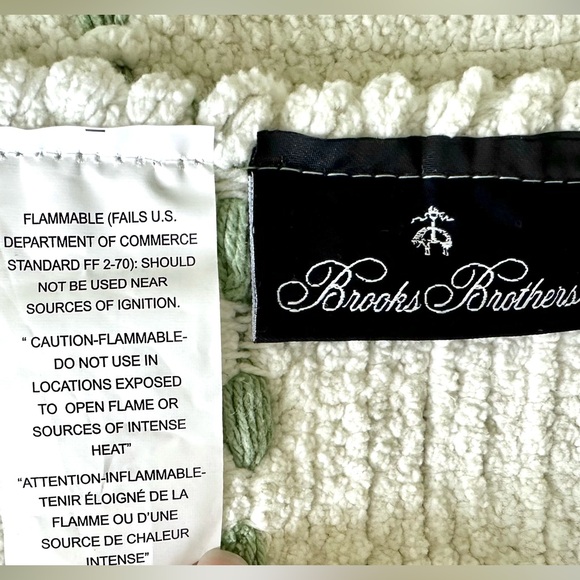 FLAMMABLE (FAILS U.S.
DEPARTMENT OF COMMERCE
STANDARD FF 2-70): SHOULD
NOT BE USED NEAR
SOURCES OF IGNITION.
“ CAUTION-FLAMMABLE-
DO NOT USE IN
LOCATIONS EXPOSED
TO OPEN FLAME OR
SOURCES OF INTENSE
HEAT”
“ATTENTION-INFLAMMABLE-
TENIR ÉLOIGNÉ DE LA
FLAMME OU D’UNE
SOURCE DE CHALEUR
INTENSE”
Brooks Brothers